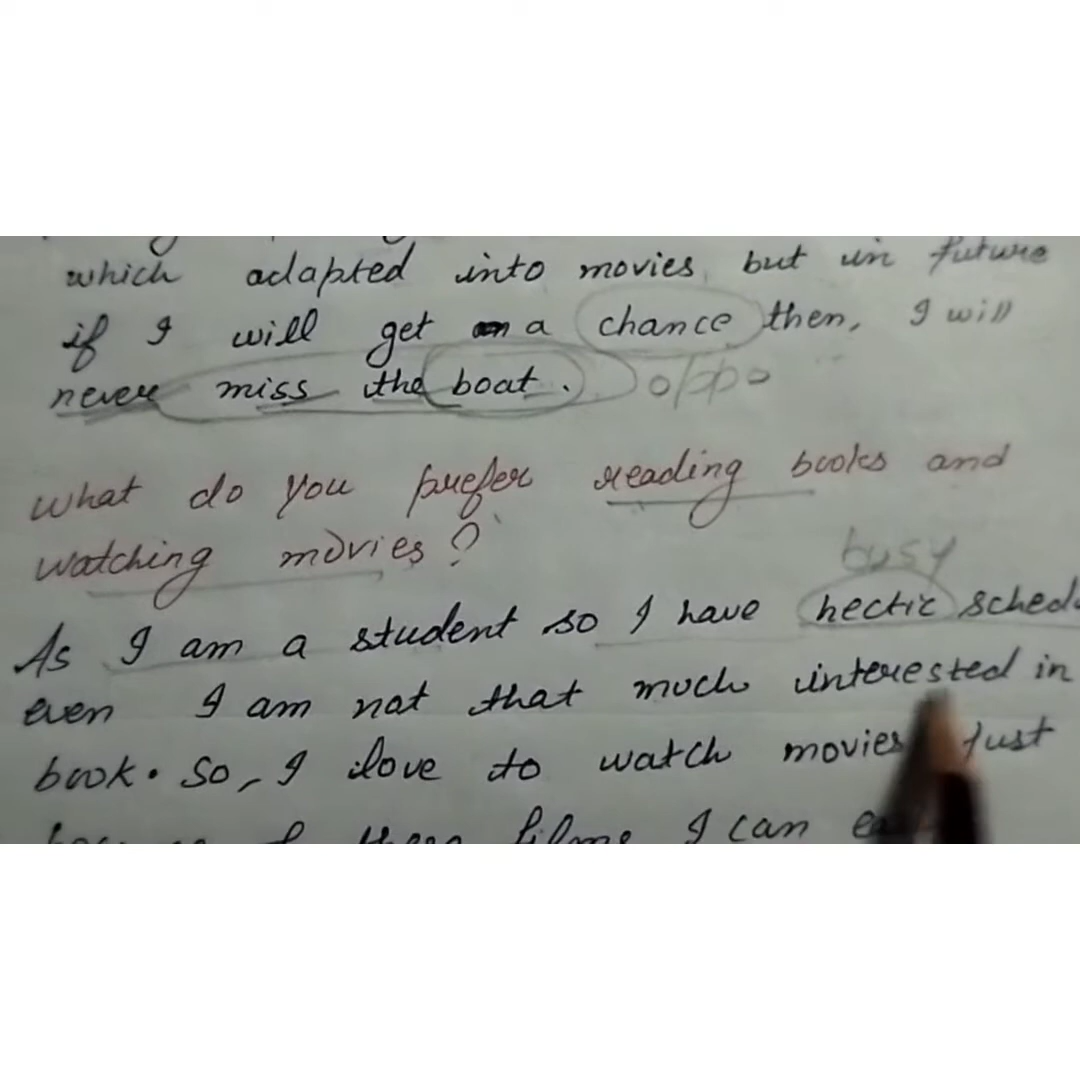 which adapted into movies, but in future
if I will get a chance then, I will
never miss the boat. oppo
What do you prefer reading books and
watching movies?
busy
As I am a student so I have hectic sched
even I am not that much interested in
book. So, I love to watch movies Just
films I can